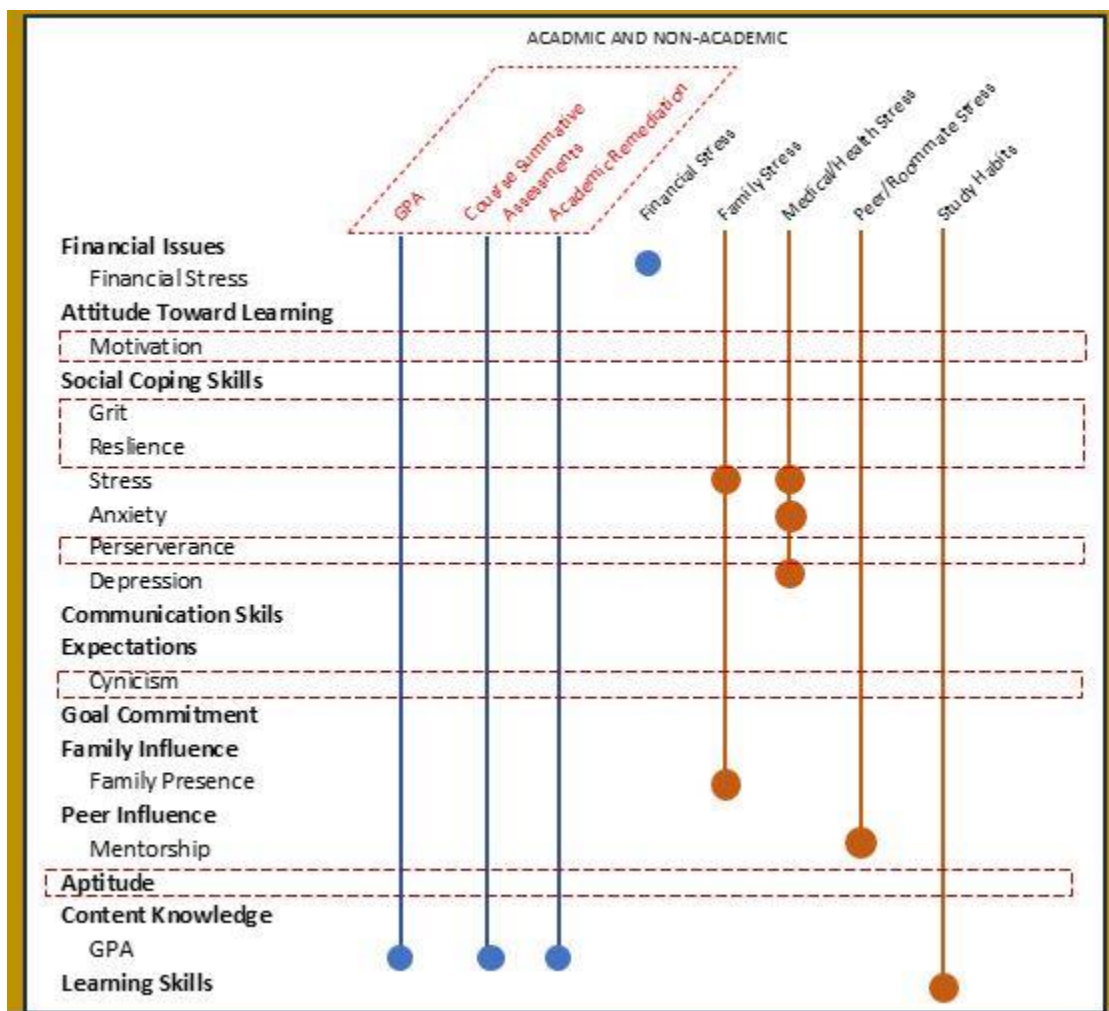 ACADMIC AND NON-ACADEMIC
GPA
Course Summative
Assessments
Academic Remediation
Financial Stress
Family Stress
Medical/Health Stress
Peer/Roommate Stress
Study Habits
Financial Issues
Financial Stress
Attitude Toward Learning
Motivation
Social Coping Skills
Grit
Reslience
Stress
Anxiety
Perserverance
Depression
Communication Skils
Expectations
Cynicism
Goal Commitment
Family Influence
Family Presence
Peer Influence
Mentorship
Aptitude
Content Knowledge
GPA
Learning Skills